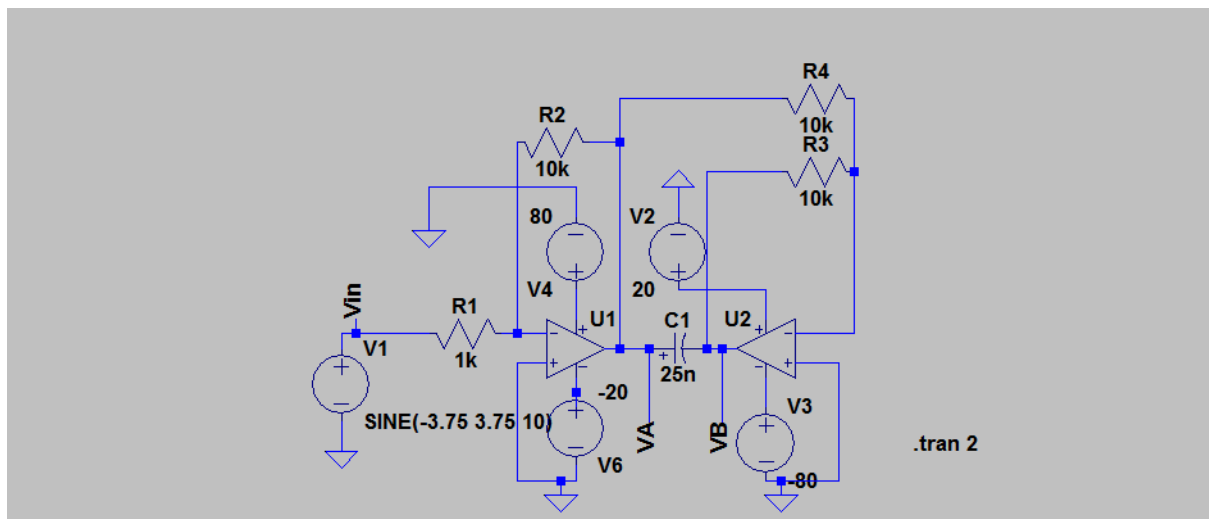 R4
10k
R2
10k
R3
10k
80
V2
V4
20
Vin
R1
1k
U1
C1
25n
U2
V1
SINE(-3.75 3.75 10)
-20
V6
VA
VB
V3
-80
.tran 2